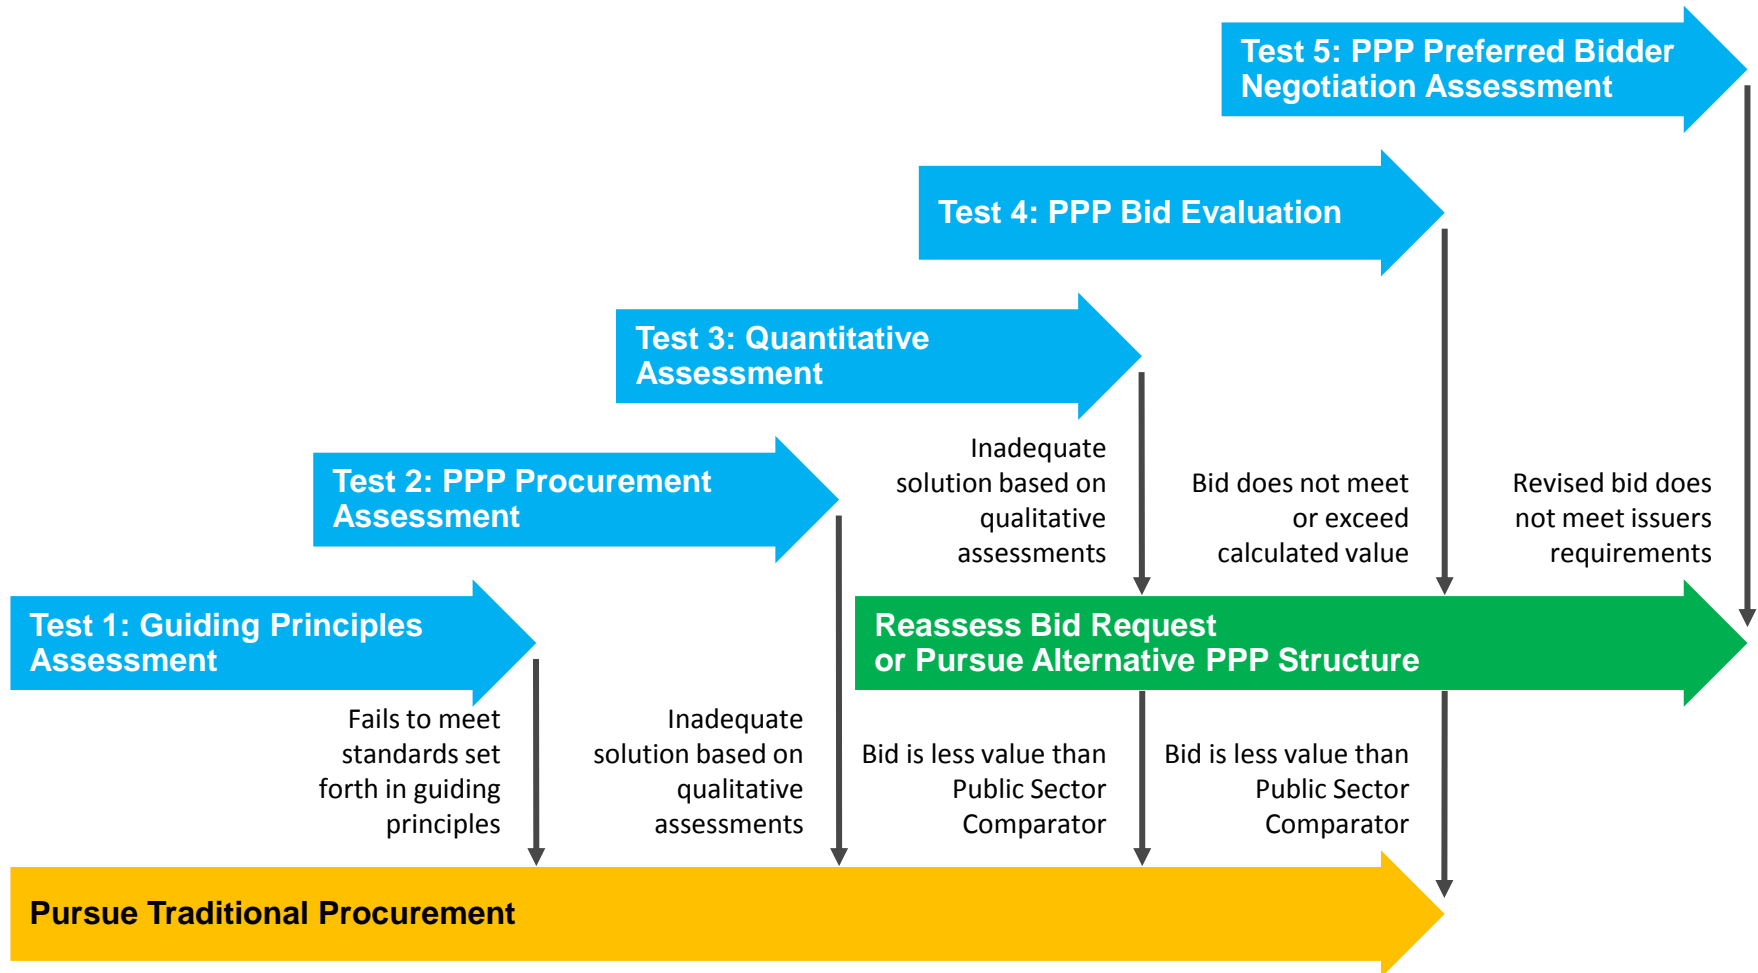 Test 5: PPP Preferred Bidder
Negotiation Assessment
Test 4: PPP Bid Evaluation
Test 3: Quantitative
Assessment
Inadequate
solution based on
qualitative
assessments
Bid does not meet
or exceed
calculated value
Revised bid does
not meet issuers
requirements
Test 2: PPP Procurement
Assessment
Test 1: Guiding Principles
Assessment
Reassess Bid Request
or Pursue Alternative PPP Structure
Fails to meet
standards set
forth in guiding
principles
Inadequate
solution based on
qualitative
assessments
Bid is less value than
Public Sector
Comparator
Bid is less value than
Public Sector
Comparator
Pursue Traditional Procurement